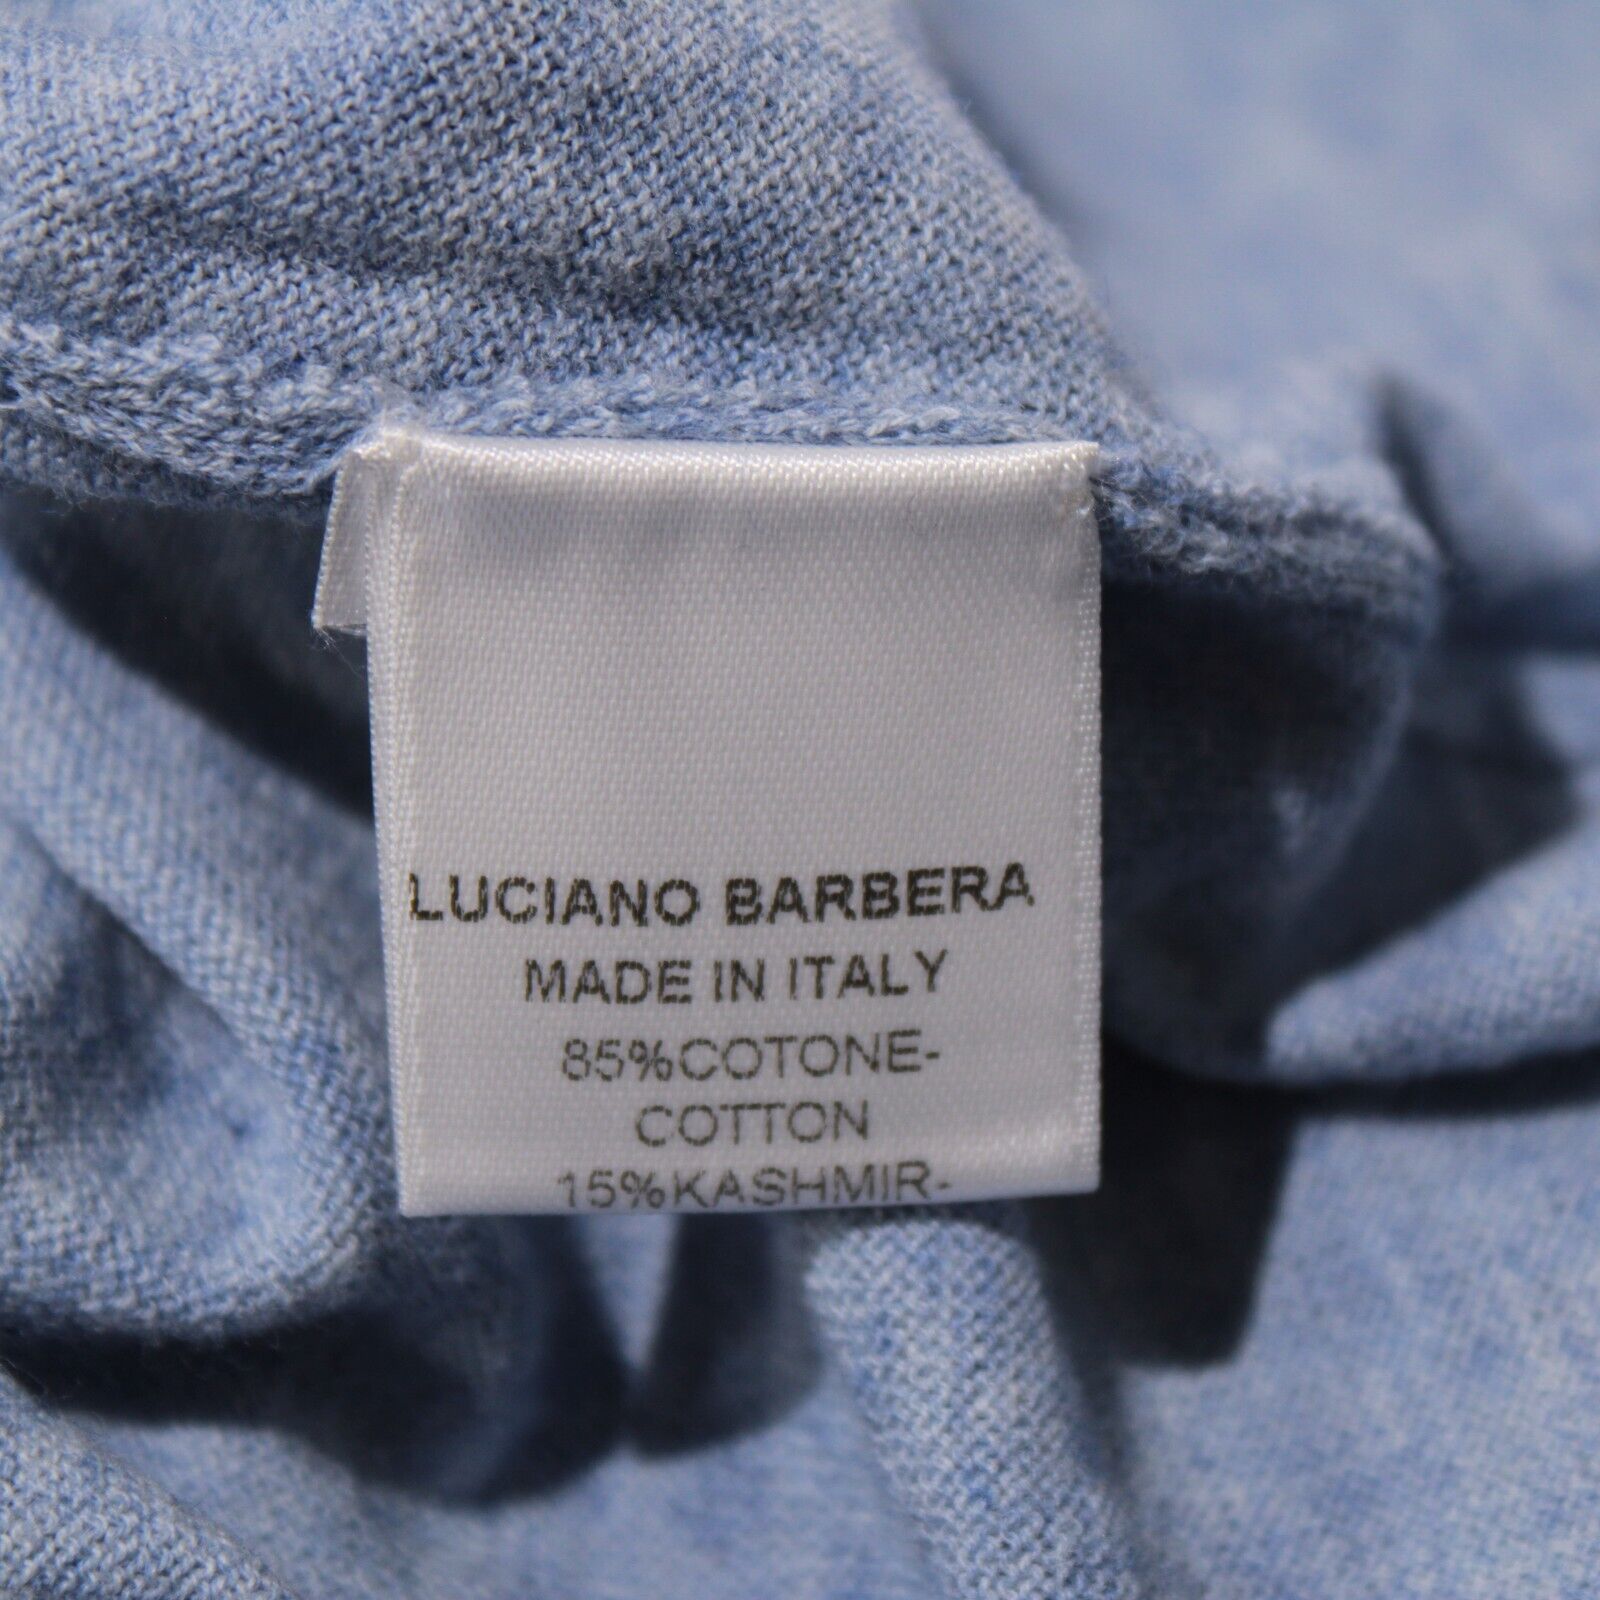 LUCIANO BARBERA
MADE IN ITALY
85%COTONE-
COTTON
15%KASHMIR-